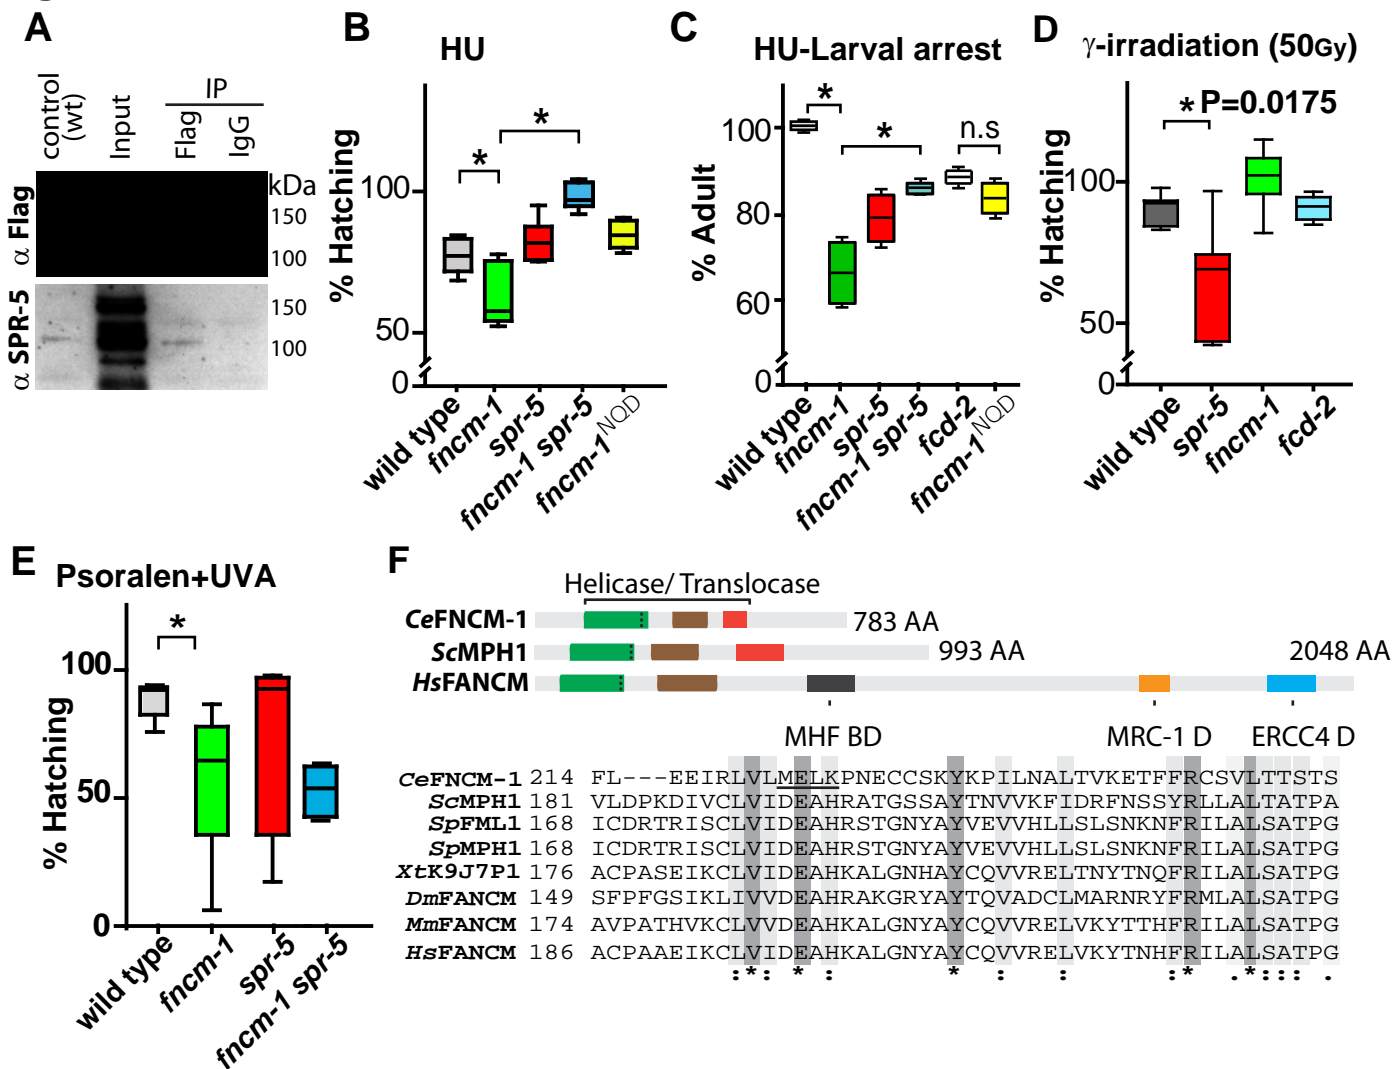 A
control (wt)
Input
IP
Flag
IgG
kDa
α Flag
150
100
α SPR-5
150
100
B
HU
% Hatching
100
50
0
*
*
wild type
fncm-1
spr-5
fncm-1 spr-5
fncm-1NQD
C
HU-Larval arrest
% Adult
100
80
60
0
*
*
n.s
wild type
fncm-1
spr-5
fncm-1 spr-5
fcd-2
fncm-1NQD
D
γ-irradiation (50Gy)
* P=0.0175
% Hatching
100
50
0
wild type
spr-5
fncm-1
fcd-2
E
Psoralen+UVA
% Hatching
100
50
0
*
wild type
fncm-1
spr-5
fncm-1 spr-5
F
Helicase/ Translocase
CeFNCM-1 783 AA
ScMPH1 993 AA
HsFANCM 2048 AA
MHF BD MRC-1 D ERCC4 D
CeFNCM-1 214 FL---EEIRLVLMELKPNECCSKYKPILNALTVKETFFRCSVLTTSTS
ScMPH1 181 VLDPKDIVCLVIDEAHRATGSSAYTNVVKFIDRFNSSYRLLALTATPA
SpFML1 168 ICDRTRISCLVIDEAHRSTGNYAYVEVVHLLSLSNKNFRILALSATPG
SpMPH1 168 ICDRTRISCLVIDEAHRSTGNYAYVEVVHLLSLSNKNFRILALSATPG
XtK9J7P1 176 ACPASEIKCLVIDEAHKALGNHAYCQVVRELTNYTNQFRILALSATPG
DmFANCM 149 SFPFGSIKLIVVDEAHRAKGRYAYTQVADCLMARNRYFRMLALSATPG
MmFANCM 174 AVPATHVKCLVVDEAHKALGNYAYCQVVRELVKYTTHFRILALSATPG
HsFANCM 186 ACPAAEIKCLVIDEAHKALGNYAYCQVVRELVKYTNHFRILALSATPG
:*: * : * : : :* .*::: .